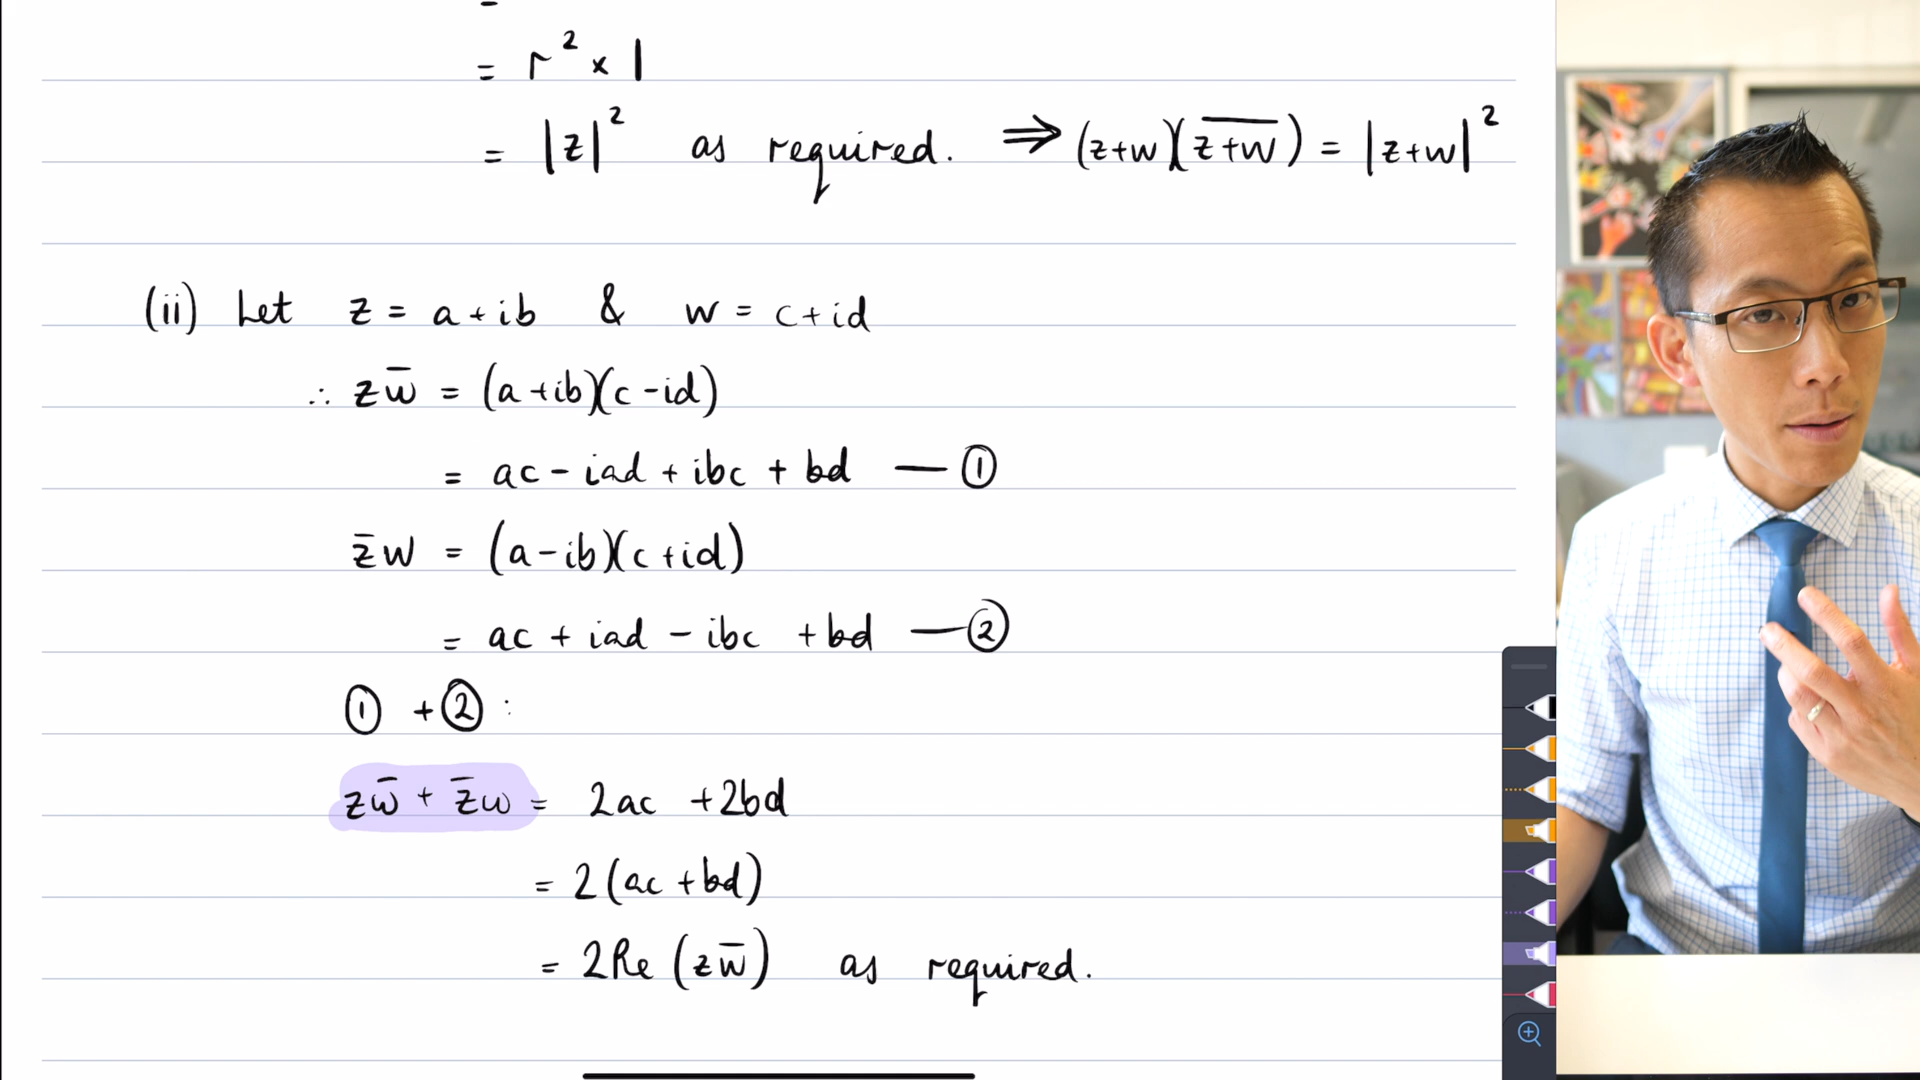 = r² × 1
= |z|² as required. ⇒ (z+w)(z̅+̅w̅) = |z+w|²
(ii) Let z = a + ib & w = c + id
∴ zw̅ = (a + ib)(c - id)
= ac - iad + ibc + bd — ①
z̅w = (a - ib)(c + id)
= ac + iad - ibc + bd — ②
① + ② :
zw̅ + z̅w = 2ac + 2bd
= 2(ac + bd)
= 2Re (zw̅) as required.